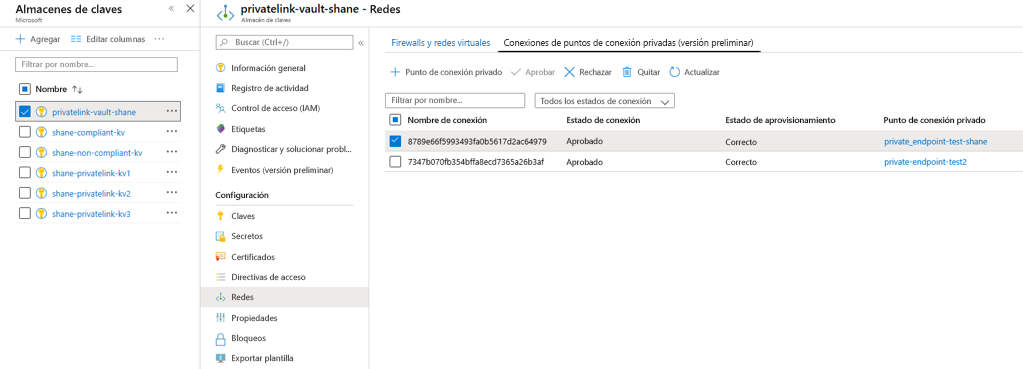 Almacenes de claves
Microsoft
Agregar
Editar columnas
Filtrar por nombre...
Nombre
privatelink-vault-shane
shane-compliant-kv
shane-non-compliant-kv
shane-privatelink-kv1
shane-privatelink-kv2
shane-privatelink-kv3
privatelink-vault-shane - Redes
Almacén de claves
Buscar (Ctrl+/)
Información general
Registro de actividad
Control de acceso (IAM)
Etiquetas
Diagnosticar y solucionar probl...
Eventos (versión preliminar)
Configuración
Claves
Secretos
Certificados
Directivas de acceso
Redes
Propiedades
Bloqueos
Exportar plantilla
Firewalls y redes virtuales
Conexiones de puntos de conexión privadas (versión preliminar)
Punto de conexión privado
Aprobar
Rechazar
Quitar
Actualizar
Filtrar por nombre...
Todos los estados de conexión
Nombre de conexión Estado de conexión Estado de aprovisionamiento Punto de conexión privado
8789e66f5993493fa0b5617d2ac64979 Aprobado Correcto private_endpoint-test-shane
7347b070fb354bffa8ecd7365a26b3af Aprobado Correcto private-endpoint-test2